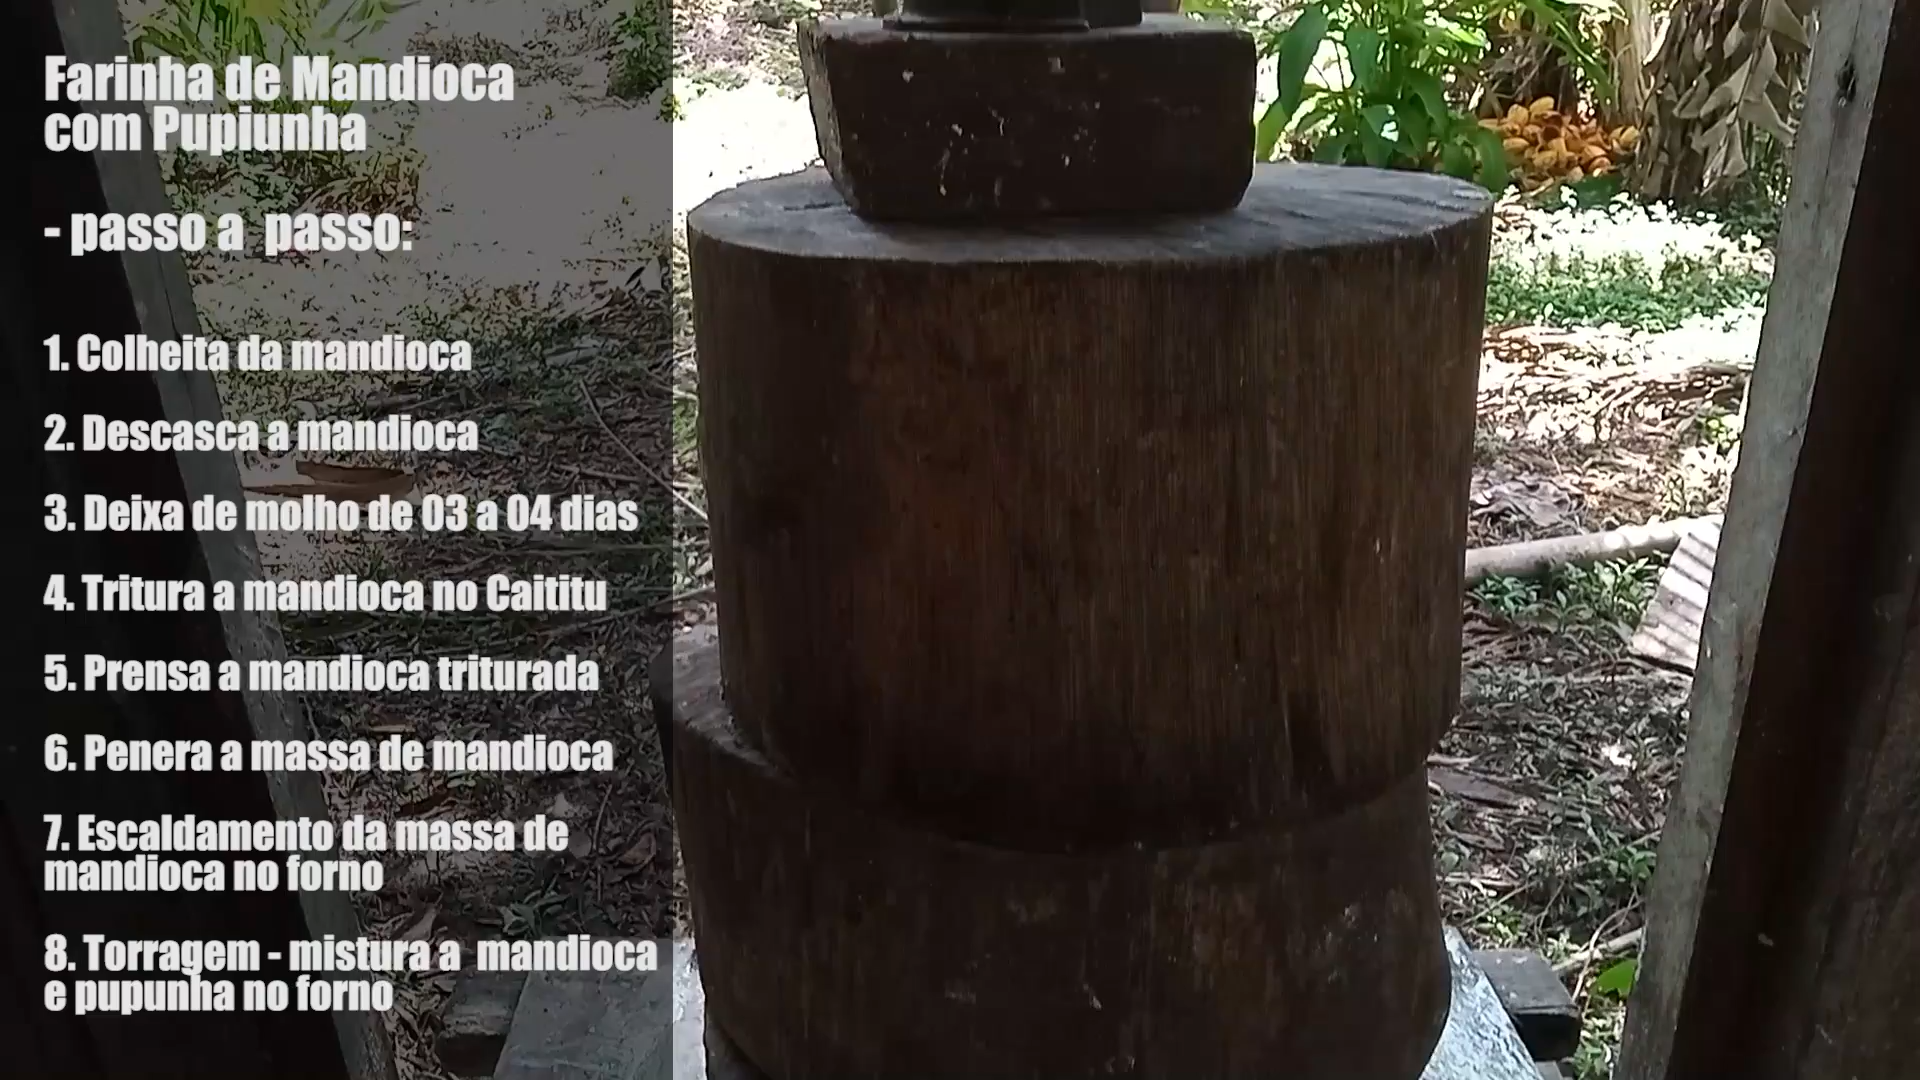 Farinha de Mandioca
com Pupiunha
- passo a passo:
1. Colheita da mandioca
2. Descasca a mandioca
3. Deixa de molho de 03 a 04 dias
4. Tritura a mandioca no Caititu
5. Prensa a mandioca triturada
6. Penera a massa de mandioca
7. Escaldamento da massa de
mandioca no forno
8. Torragem - mistura a mandioca
e pupunha no forno